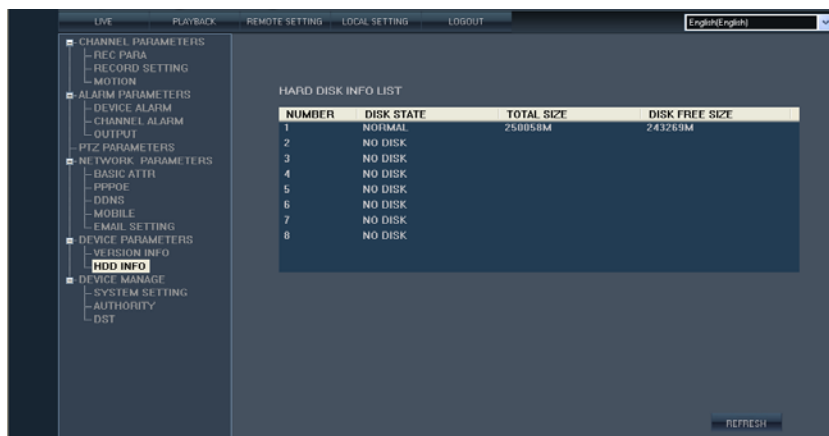 LIVE PLAYBACK REMOTE SETTING LOCAL SETTING LOGOUT English(English)
CHANNEL PARAMETERS
REC PARA
RECORD SETTING
MOTION
ALARM PARAMETERS
DEVICE ALARM
CHANNEL ALARM
OUTPUT
PTZ PARAMETERS
NETWORK PARAMETERS
BASIC ATTR
PPPOE
DDNS
MOBILE
EMAIL SETTING
DEVICE PARAMETERS
VERSION INFO
HDD INFO
DEVICE MANAGE
SYSTEM SETTING
AUTHORITY
DST
HARD DISK INFO LIST
NUMBER DISK STATE TOTAL SIZE DISK FREE SIZE
1 NORMAL 250058M 243269M
2 NO DISK
3 NO DISK
4 NO DISK
5 NO DISK
6 NO DISK
7 NO DISK
8 NO DISK
REFRESH